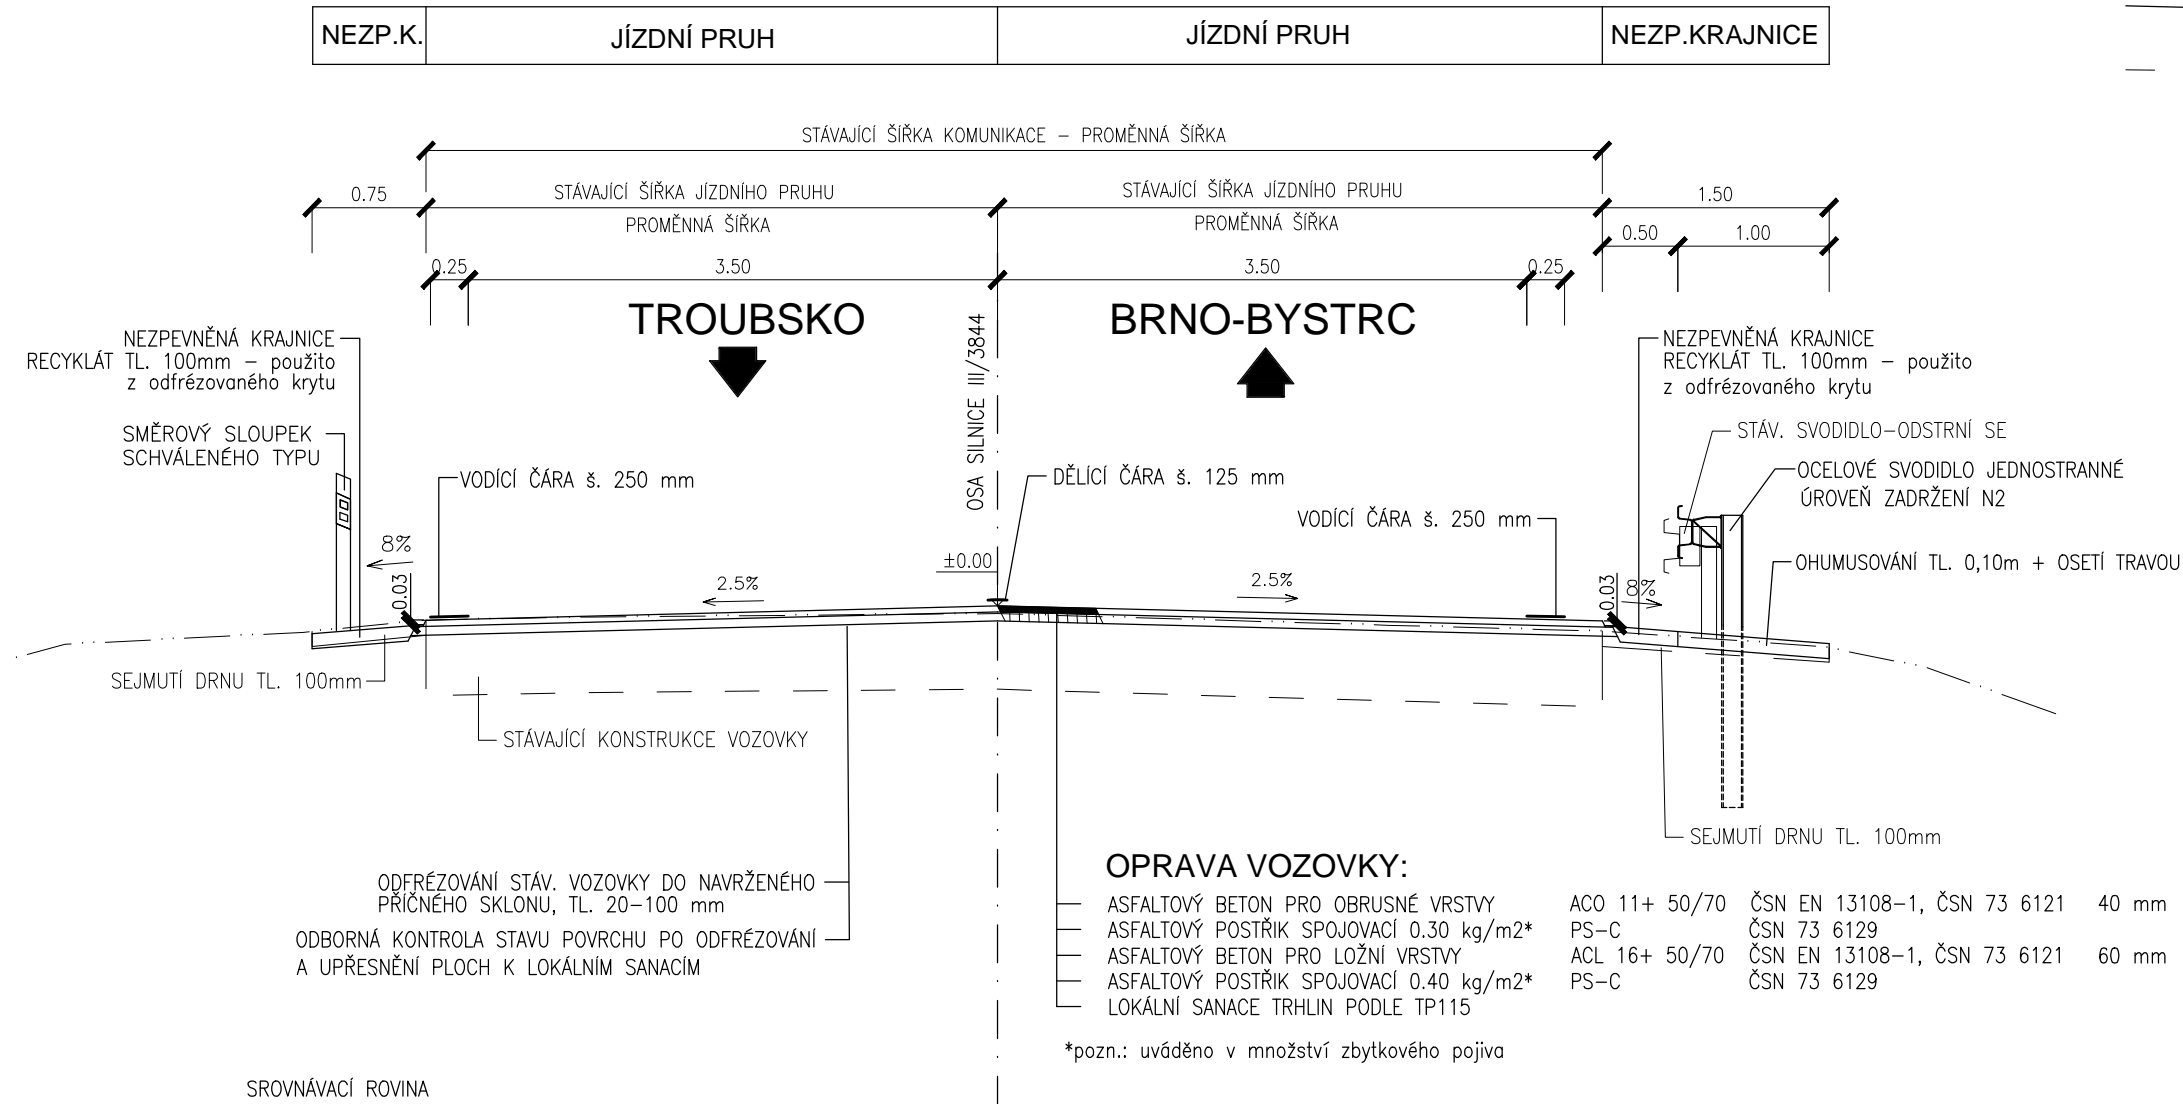 NEZP.K. JÍZDNÍ PRUH JÍZDNÍ PRUH NEZP.KRAJNICE
STÁVAJÍCÍ ŠÍŘKA KOMUNIKACE – PROMĚNNÁ ŠÍŘKA
0.75 STÁVAJÍCÍ ŠÍŘKA JÍZDNÍHO PRUHU STÁVAJÍCÍ ŠÍŘKA JÍZDNÍHO PRUHU 1.50
PROMĚNNÁ ŠÍŘKA PROMĚNNÁ ŠÍŘKA
0.50 1.00
0.25 3.50 3.50 0.25
TROUBSKO BRNO-BYSTRC
OSA SILNICE III/3844
NEZPEVNĚNÁ KRAJNICE
RECYKLÁT TL. 100mm – použito
z odfrézovaného krytu
NEZPEVNĚNÁ KRAJNICE
RECYKLÁT TL. 100mm – použito
z odfrézovaného krytu
SMĚROVÝ SLOUPEK
SCHVÁLENÉHO TYPU
STÁV. SVODIDLO-ODSTRNÍ SE
OCELOVÉ SVODIDLO JEDNOSTRANNÉ
ÚROVEŇ ZADRŽENÍ N2
VODÍCÍ ČÁRA š. 250 mm
DĚLÍCÍ ČÁRA š. 125 mm
VODÍCÍ ČÁRA š. 250 mm
8%
±0.00
OHUMUSOVÁNÍ TL. 0,10m + OSETÍ TRAVOU
0.03
2.5% 2.5%
0.03
8%
SEJMUTÍ DRNU TL. 100mm
STÁVAJÍCÍ KONSTRUKCE VOZOVKY
SEJMUTÍ DRNU TL. 100mm
ODFRÉZOVÁNÍ STÁV. VOZOVKY DO NAVRŽENÉHO
PŘÍČNÉHO SKLONU, TL. 20–100 mm
ODBORNÁ KONTROLA STAVU POVRCHU PO ODFRÉZOVÁNÍ
A UPŘESNĚNÍ PLOCH K LOKÁLNÍM SANACÍM
OPRAVA VOZOVKY:
ASFALTOVÝ BETON PRO OBRUSNÉ VRSTVY ACO 11+ 50/70 ČSN EN 13108–1, ČSN 73 6121 40 mm
ASFALTOVÝ POSTŘIK SPOJOVACÍ 0.30 kg/m2* PS–C ČSN 73 6129
ASFALTOVÝ BETON PRO LOŽNÍ VRSTVY ACL 16+ 50/70 ČSN EN 13108–1, ČSN 73 6121 60 mm
ASFALTOVÝ POSTŘIK SPOJOVACÍ 0.40 kg/m2* PS–C ČSN 73 6129
LOKÁLNÍ SANACE TRHLIN PODLE TP115
*pozn.: uváděno v množství zbytkového pojiva
SROVNÁVACÍ ROVINA